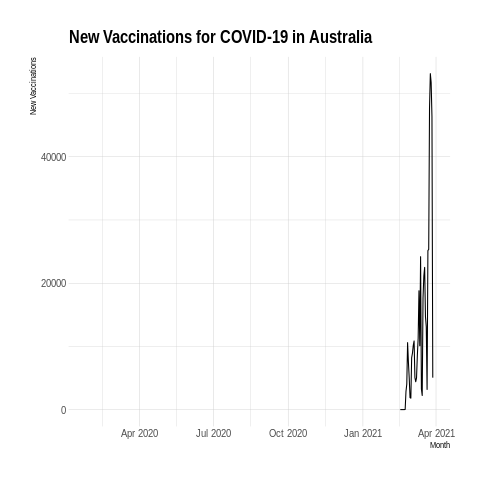 New Vaccinations for COVID-19 in Australia
New Vaccinations
40000
20000
0
Apr 2020 Jul 2020 Oct 2020 Jan 2021 Apr 2021
Month